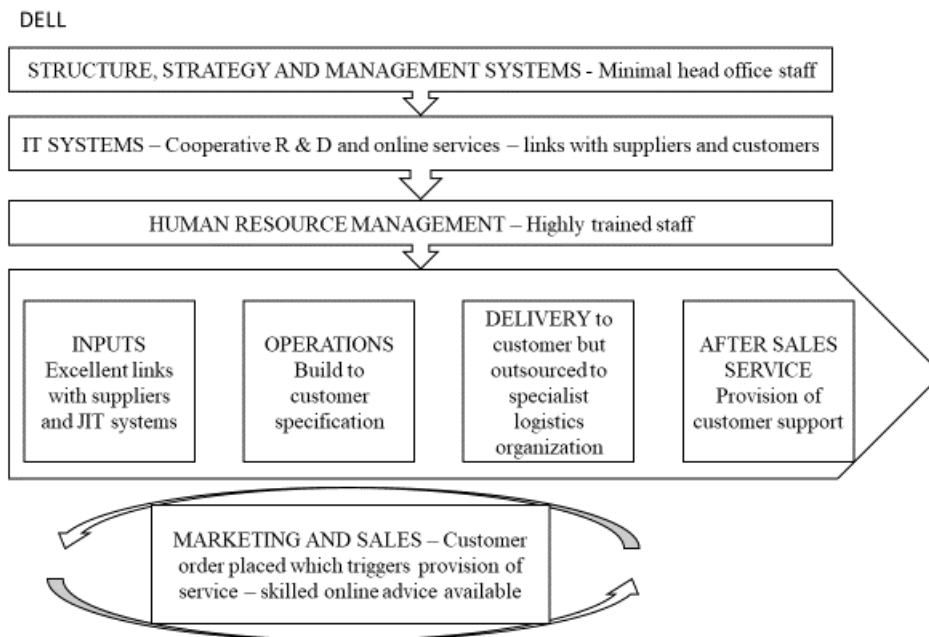 DELL
STRUCTURE, STRATEGY AND MANAGEMENT SYSTEMS - Minimal head office staff
IT SYSTEMS – Cooperative R & D and online services – links with suppliers and customers
HUMAN RESOURCE MANAGEMENT – Highly trained staff
INPUTS
Excellent links
with suppliers
and JIT systems
OPERATIONS
Build to
customer
specification
DELIVERY to
customer but
outsourced to
specialist
logistics
organization
AFTER SALES
SERVICE
Provision of
customer support
MARKETING AND SALES – Customer
order placed which triggers provision of
service – skilled online advice available